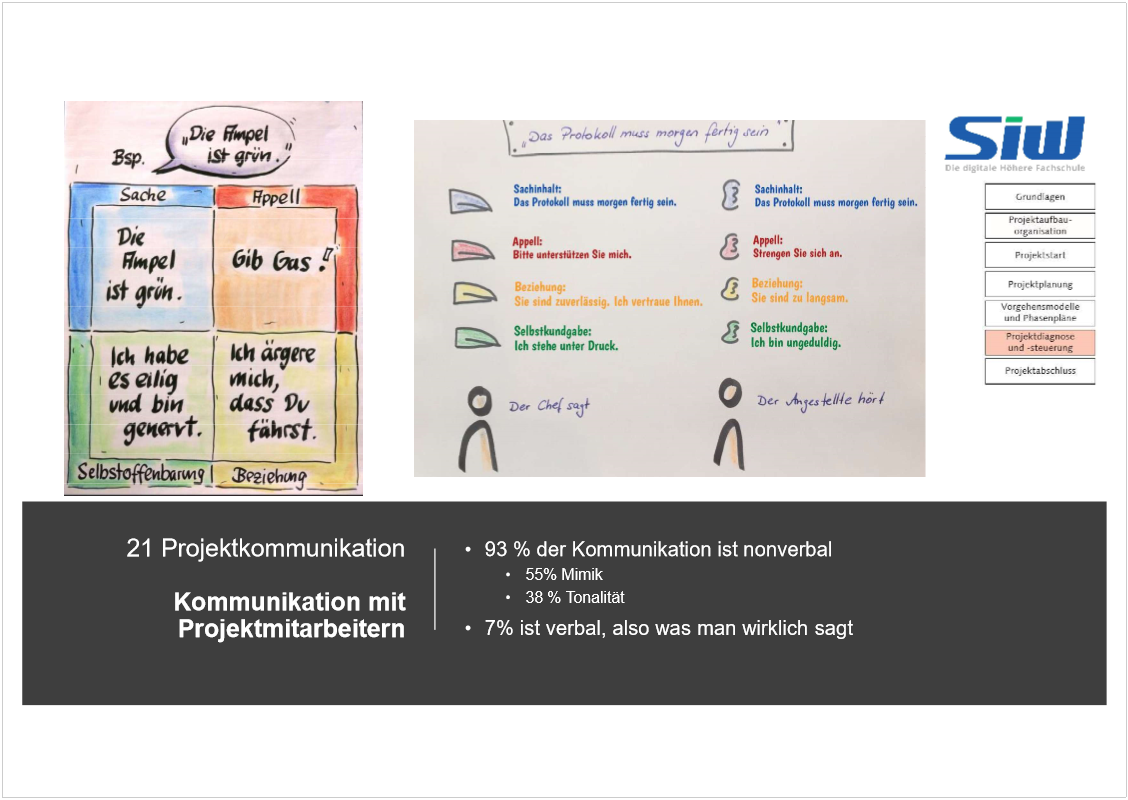 Bsp.
„Die Ampel
ist grün.“
Sache
Appell
Die
Ampel
ist grün.
Gib Gas!
Ich habe
es eilig
und bin
genervt.
Ich ärgere
mich,
dass Du
fährst.
Selbstoffenbarung
Beziehung
„Das Protokoll muss morgen fertig sein“
Sachinhalt:
Das Protokoll muss morgen fertig sein.
Appell:
Bitte unterstützen Sie mich.
Beziehung:
Sie sind zuverlässig. Ich vertraue Ihnen.
Selbstkundgabe:
Ich stehe unter Druck.
Der Chef sagt
Sachinhalt:
Das Protokoll muss morgen fertig sein.
Appell:
Strengen Sie sich an.
Beziehung:
Sie sind zu langsam.
Selbstkundgabe:
Ich bin ungeduldig.
Der Angestellte hört
SIW
Die digitale Höhere Fachschule
Grundlagen
Projektaufbau-
organisation
Projektstart
Projektplanung
Vorgehensmodelle
und Phasenpläne
Projektdiagnose
und -steuerung
Projektabschluss
21 Projektkommunikation
Kommunikation mit
Projektmitarbeitern
• 93 % der Kommunikation ist nonverbal
• 55% Mimik
• 38 % Tonalität
• 7% ist verbal, also was man wirklich sagt